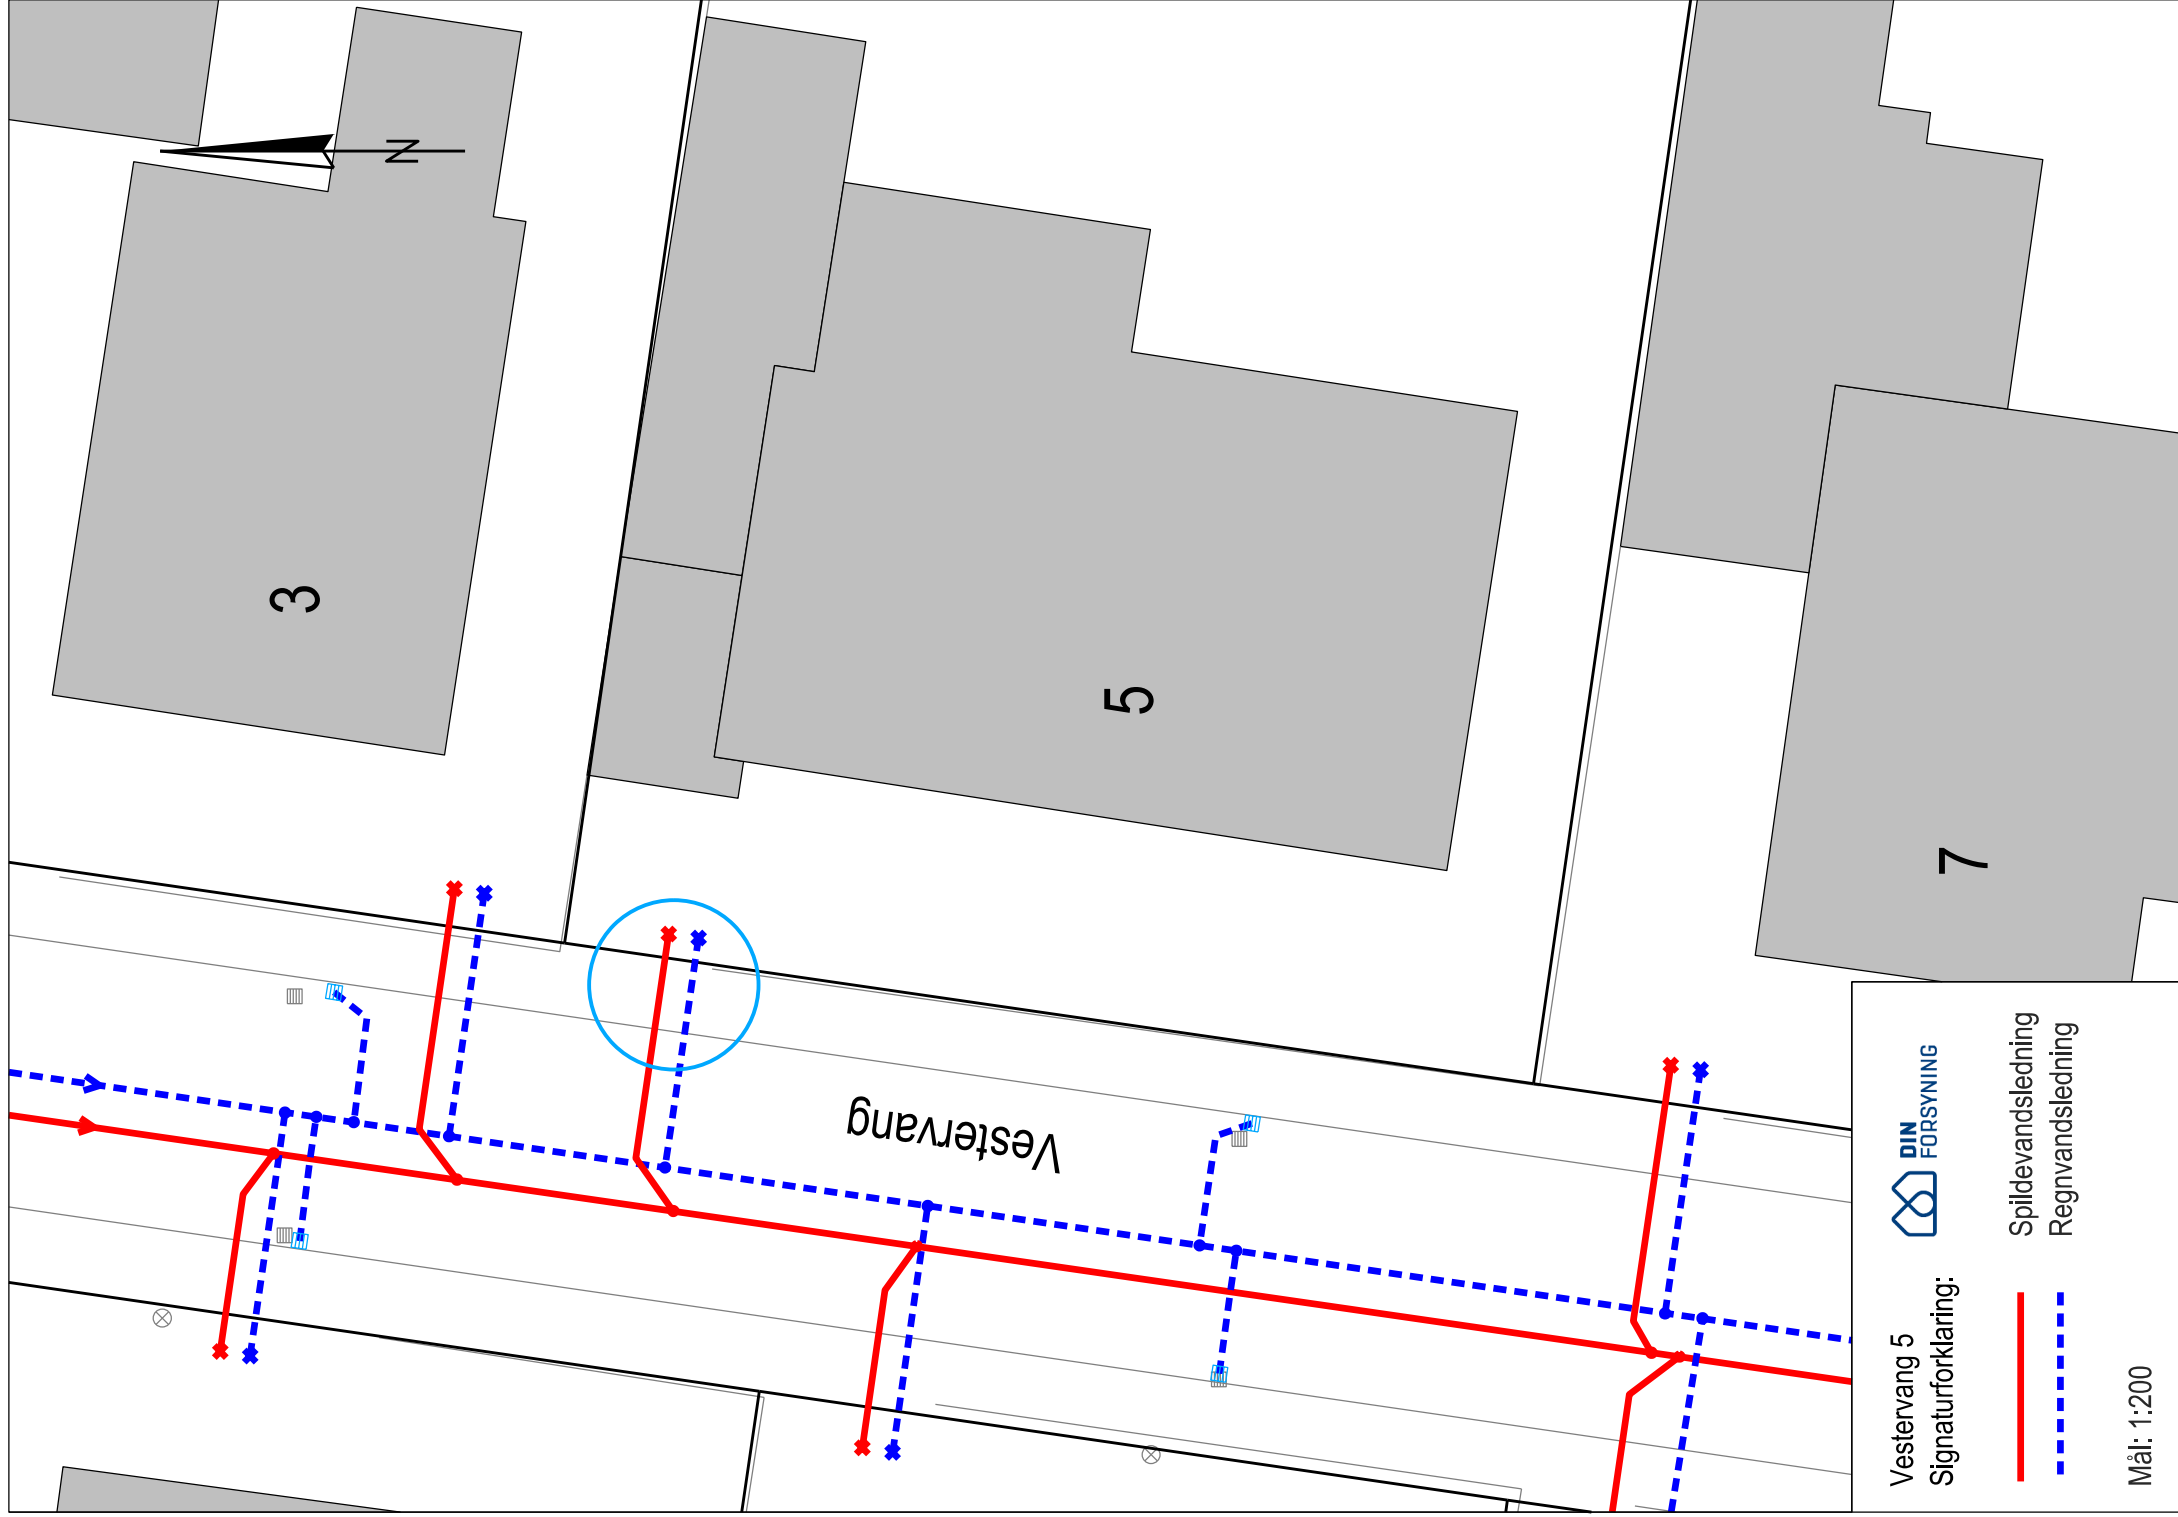 N
3
5
7
Vestervang
Vestervang 5
Signaturforklaring:
DIN
FORSYNING
Spildevandsledning
Regnvandsledning
Mål: 1:200